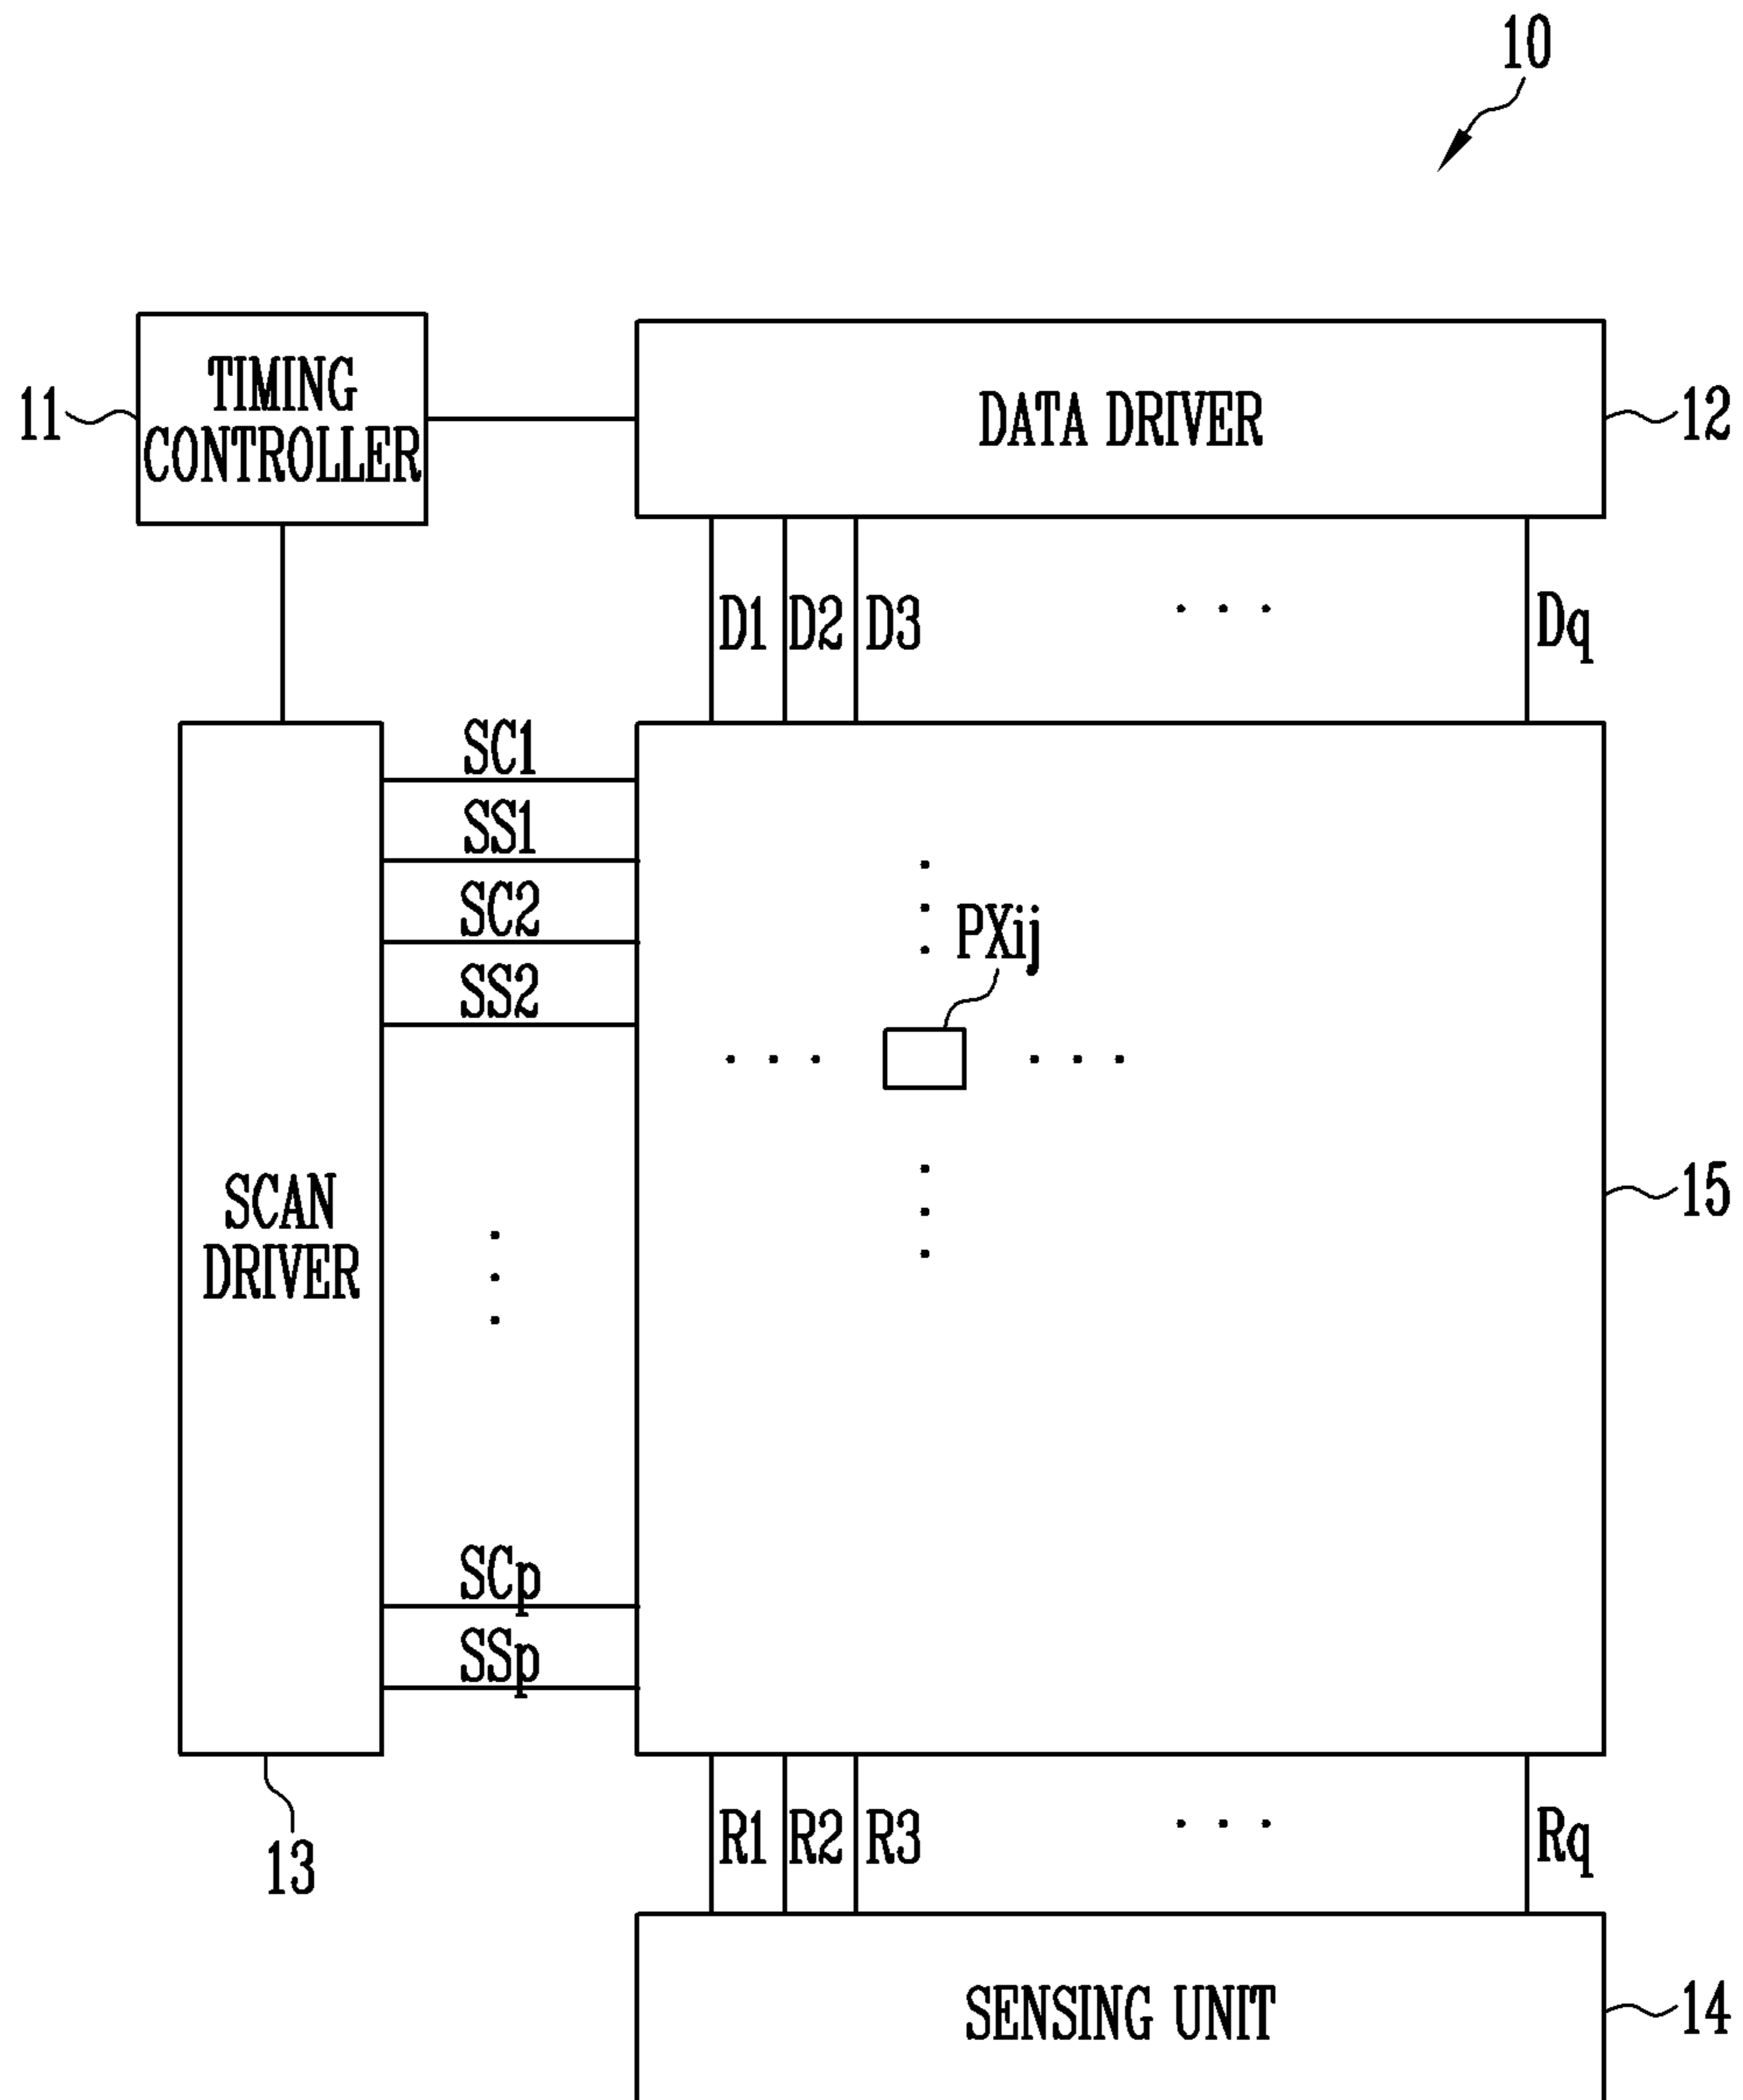 10
TIMING
CONTROLLER
11
DATA DRIVER
12
D1 D2 D3 . . . Dq
SC1
SS1
SC2
SS2
PXij
SCAN
DRIVER
15
SCp
SSp
13
R1 R2 R3 . . . Rq
SENSING UNIT
14